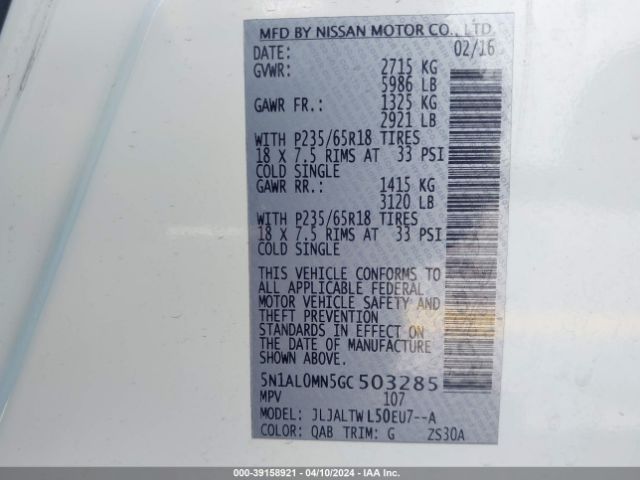 MFD BY NISSAN MOTOR CO., LTD.
DATE: 02/16
GVWR: 2715 KG
5986 LB
GAWR FR.: 1325 KG
2921 LB
WITH P235/65R18 TIRES
18 X 7.5 RIMS AT 33 PSI
COLD SINGLE
GAWR RR.: 1415 KG
3120 LB
WITH P235/65R18 TIRES
18 X 7.5 RIMS AT 33 PSI
COLD SINGLE
THIS VEHICLE CONFORMS TO
ALL APPLICABLE FEDERAL
MOTOR VEHICLE SAFETY AND
THEFT PREVENTION
STANDARDS IN EFFECT ON
THE DATE OF MANUFACTURE
SHOWN ABOVE.
5N1AL0MN5GC503285
MPV 107
MODEL: JLJALTWL50EU7--A
COLOR: QAB TRIM: G ZS30A
000-39158921 - 04/10/2024 - IAA Inc.